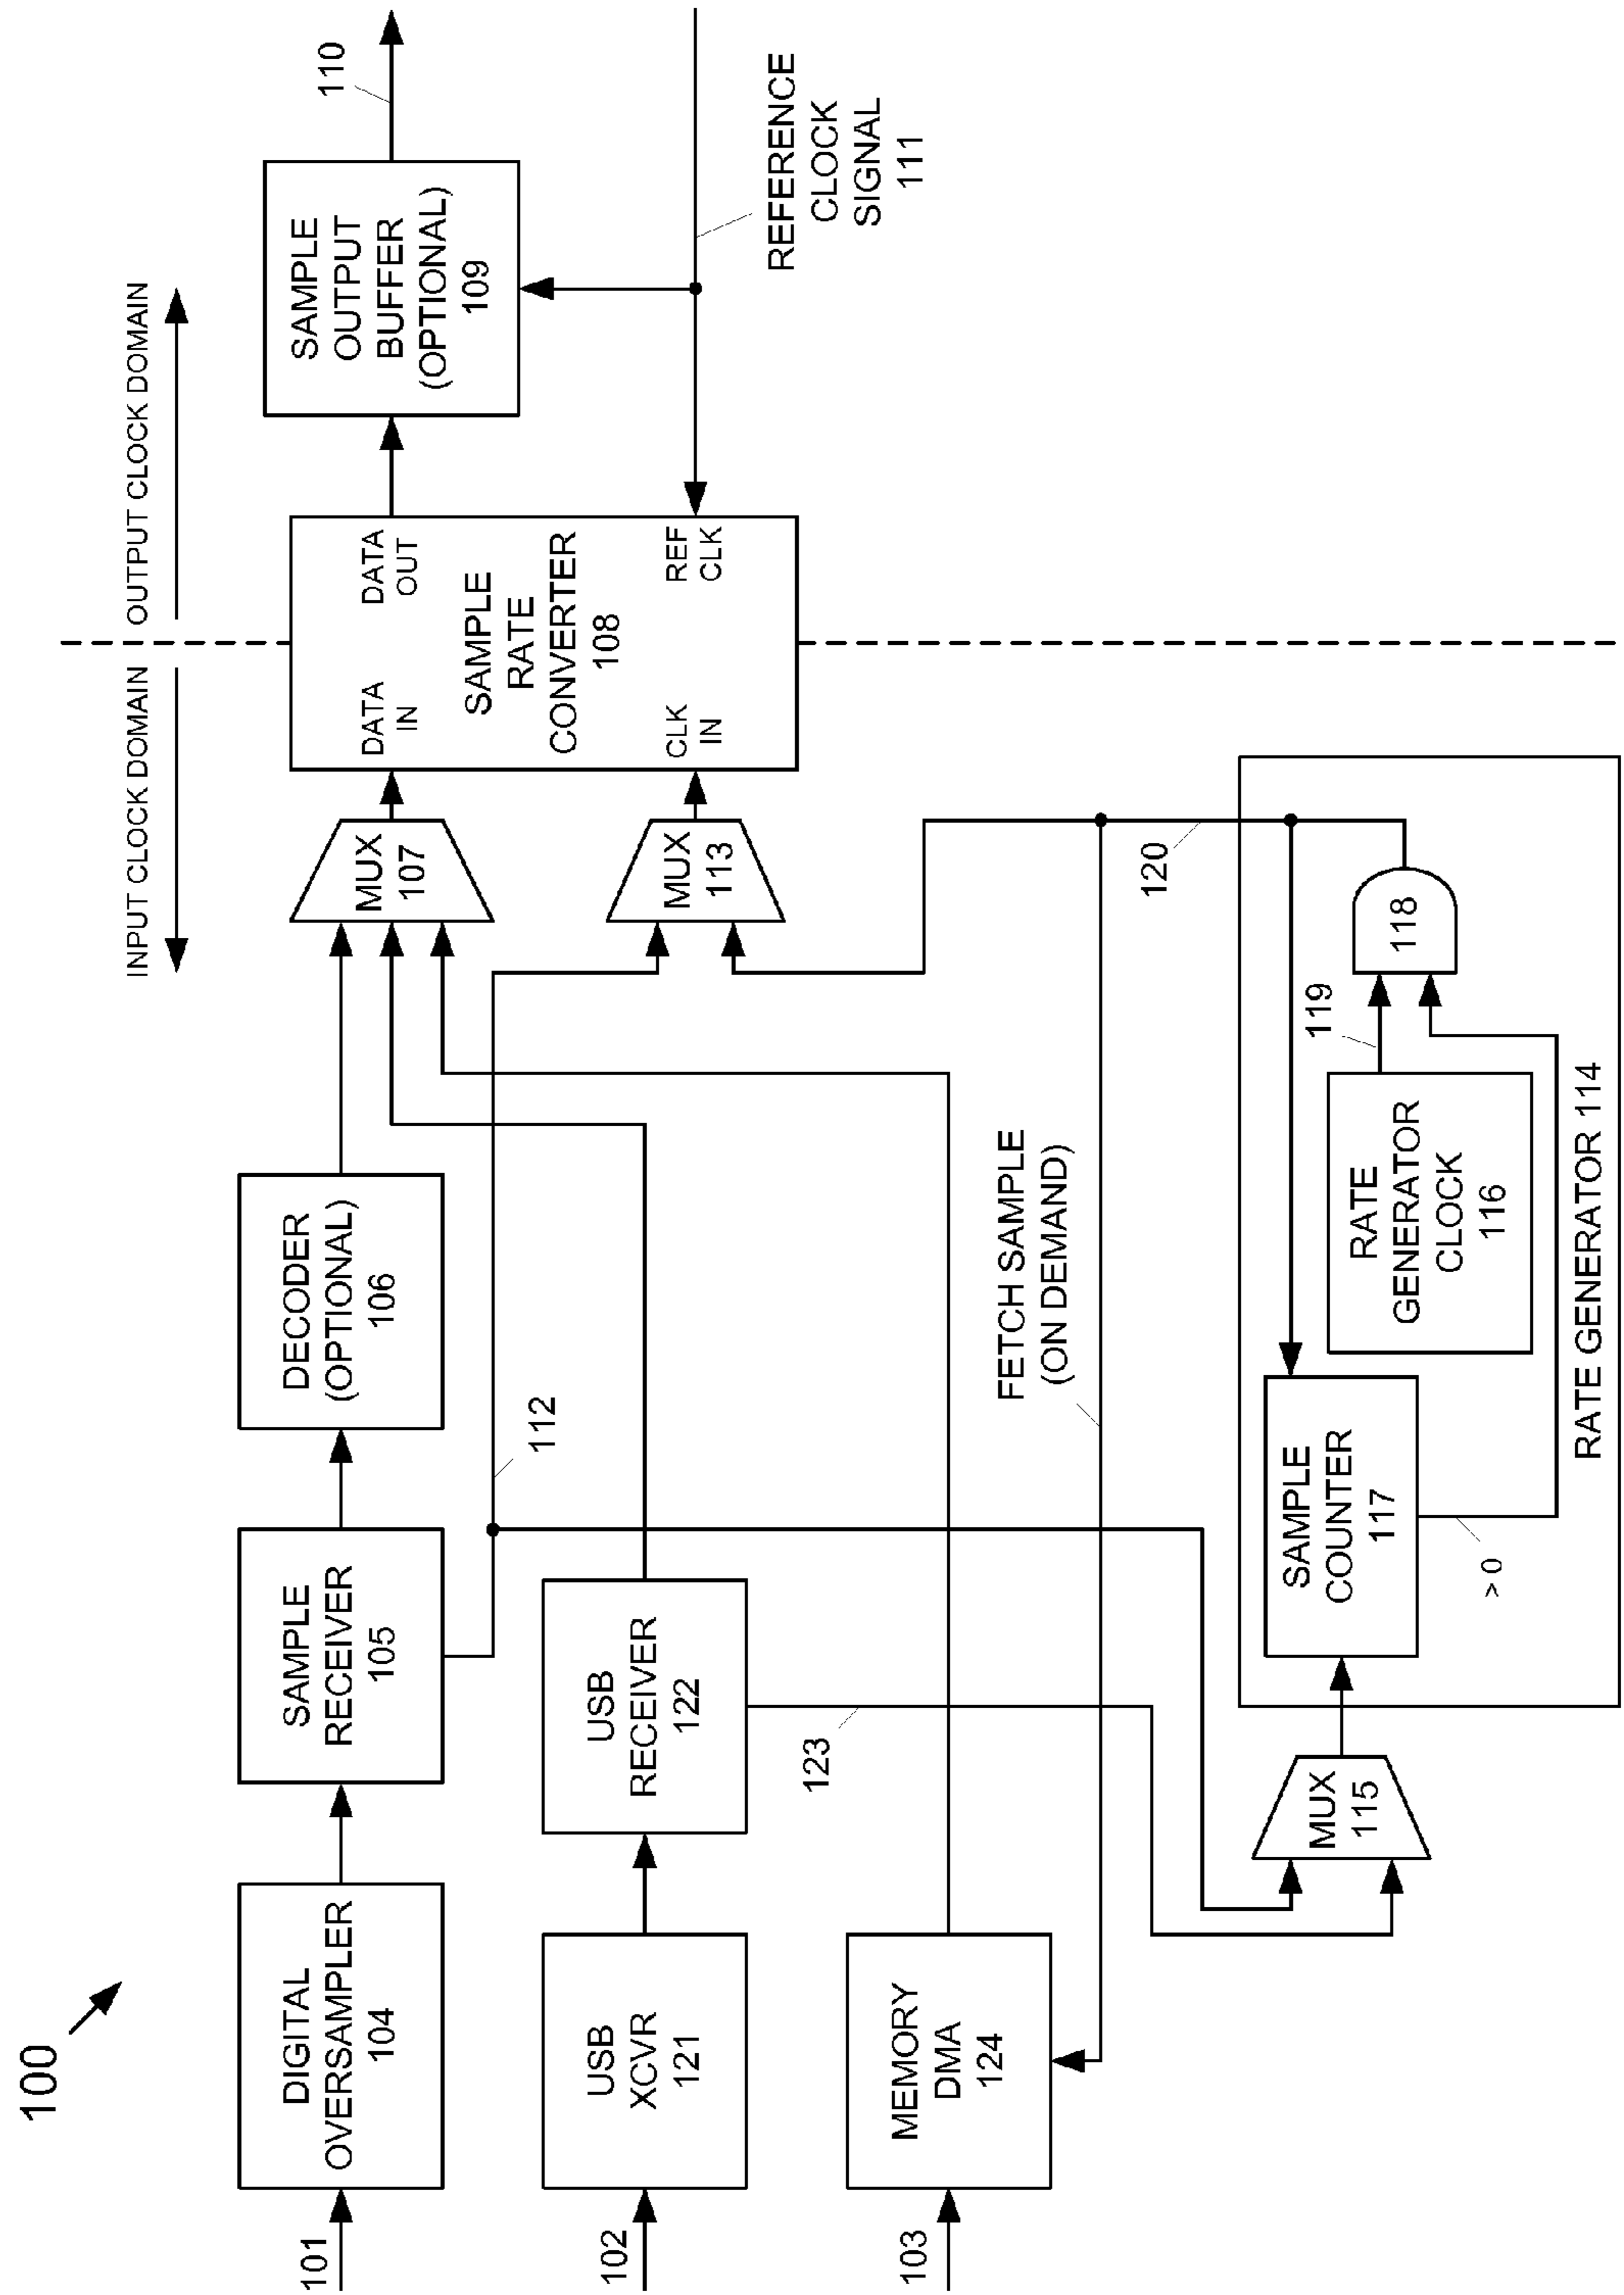 100
INPUT CLOCK DOMAIN
OUTPUT CLOCK DOMAIN
101
DIGITAL
OVERSAMPLER
104
SAMPLE
RECEIVER
105
DECODER
(OPTIONAL)
106
MUX
107
DATA
IN
DATA
OUT
SAMPLE
RATE
CONVERTER
108
CLK
IN
REF
CLK
SAMPLE
OUTPUT
BUFFER
(OPTIONAL)
109
110
REFERENCE
CLOCK
SIGNAL
111
112
MUX
113
102
USB
XCVR
121
USB
RECEIVER
122
123
103
MEMORY
DMA
124
FETCH SAMPLE
(ON DEMAND)
120
MUX
115
SAMPLE
COUNTER
117
> 0
RATE
GENERATOR
CLOCK
116
119
118
RATE GENERATOR 114